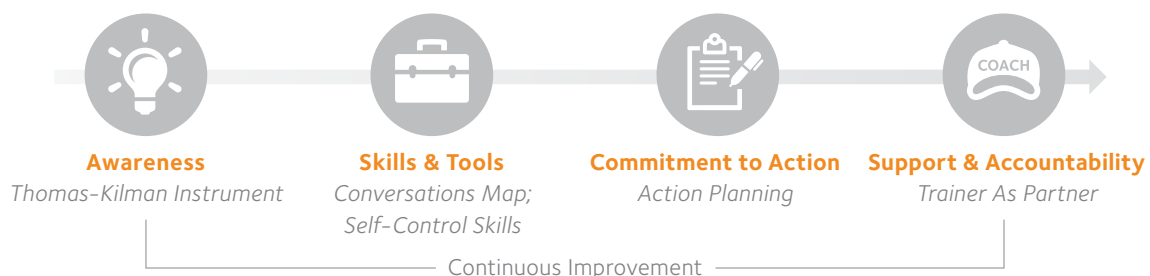 COACH
Awareness
Thomas-Kilman Instrument
Skills & Tools
Conversations Map;
Self-Control Skills
Commitment to Action
Action Planning
Support & Accountability
Trainer As Partner
Continuous Improvement